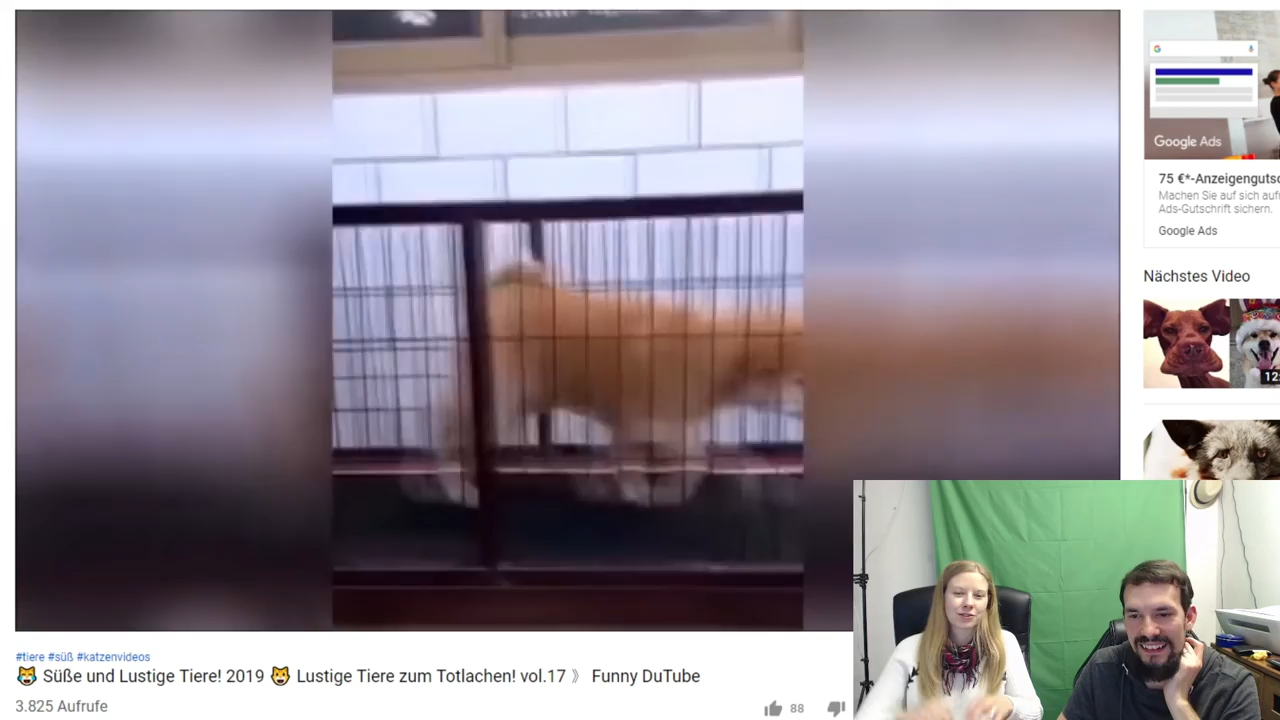 Google Ads
75 €*-Anzeigengutsc
Machen Sie auf sich auf
Ads-Gutschrift sichern.
Google Ads
Nächstes Video
12:
#tiere #süß #katzenvideos
Süße und Lustige Tiere! 2019 Lustige Tiere zum Totlachen! vol.17 》 Funny DuTube
3.825 Aufrufe
88